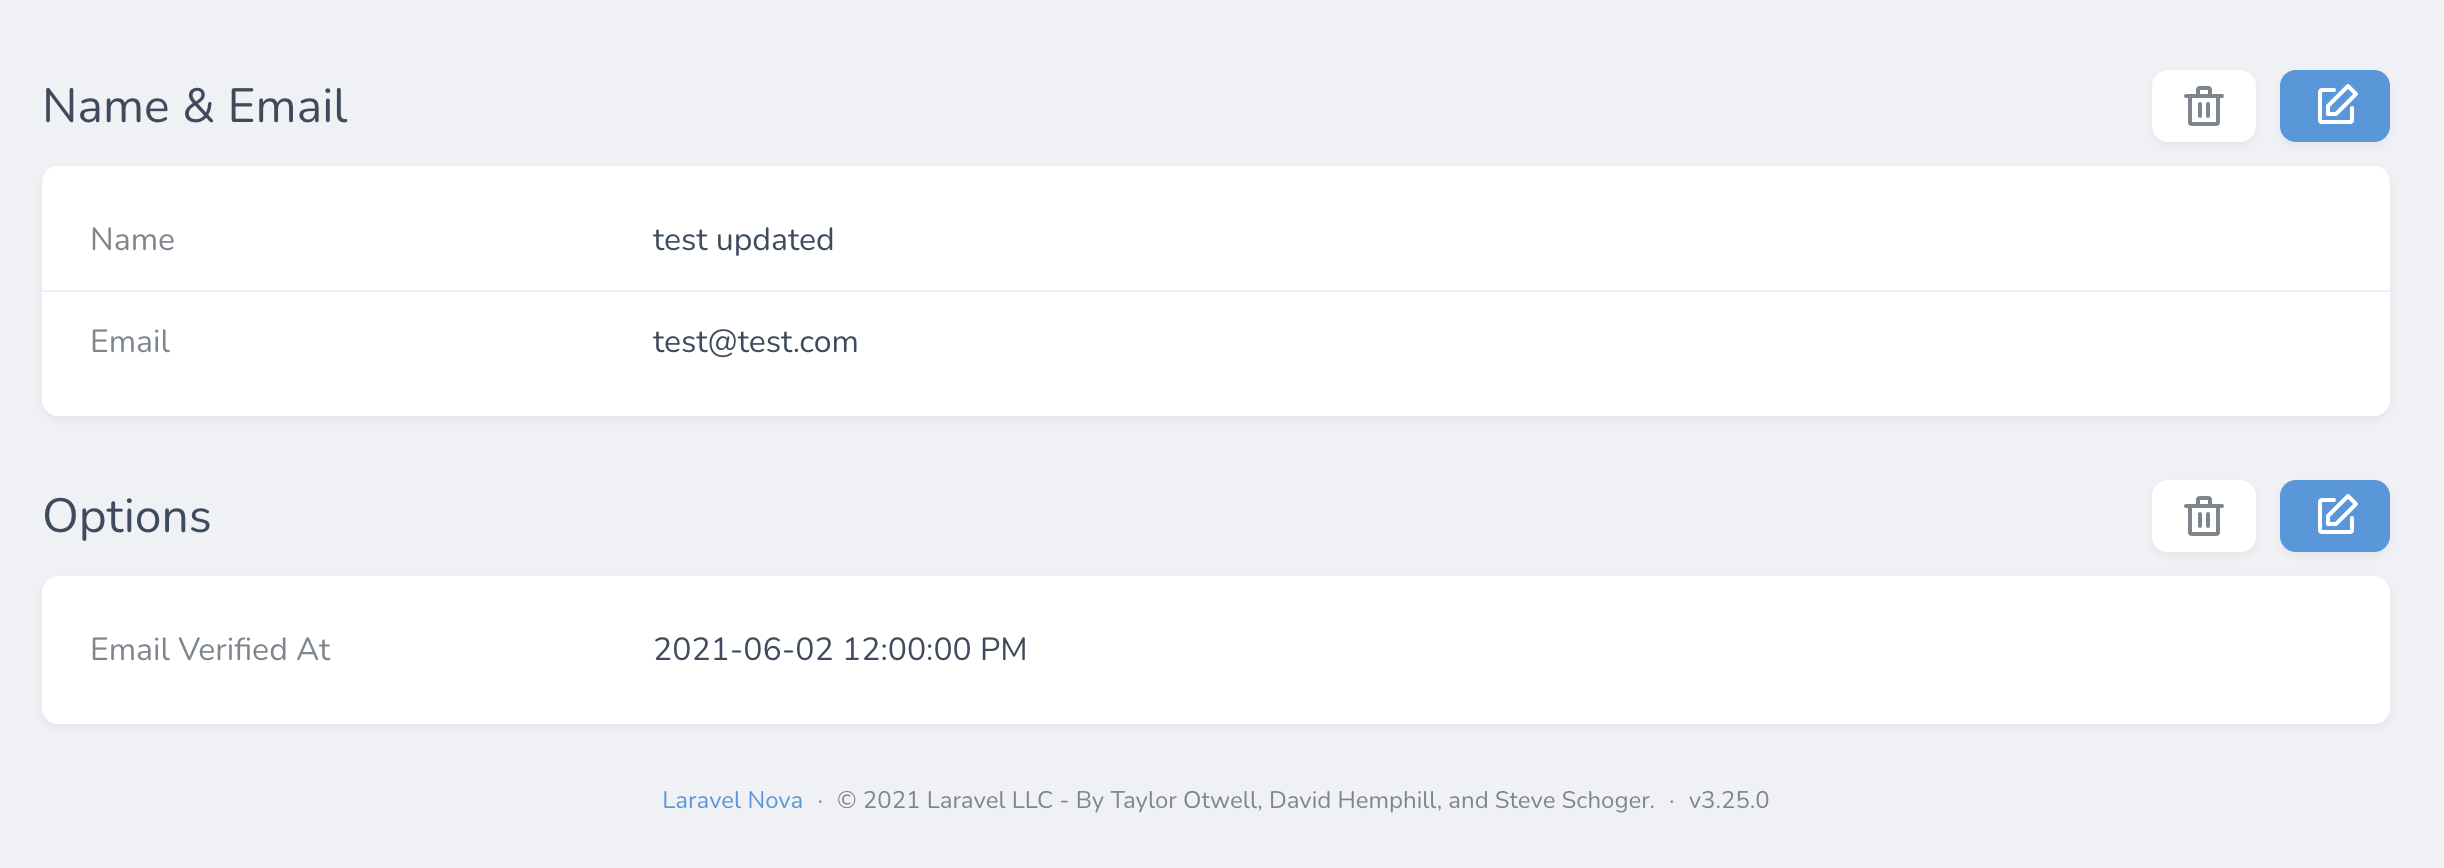 Name & Email
Name
test updated
Email
test@test.com
Options
Email Verified At
2021-06-02 12:00:00 PM
Laravel Nova · © 2021 Laravel LLC - By Taylor Otwell, David Hemphill, and Steve Schoger. · v3.25.0